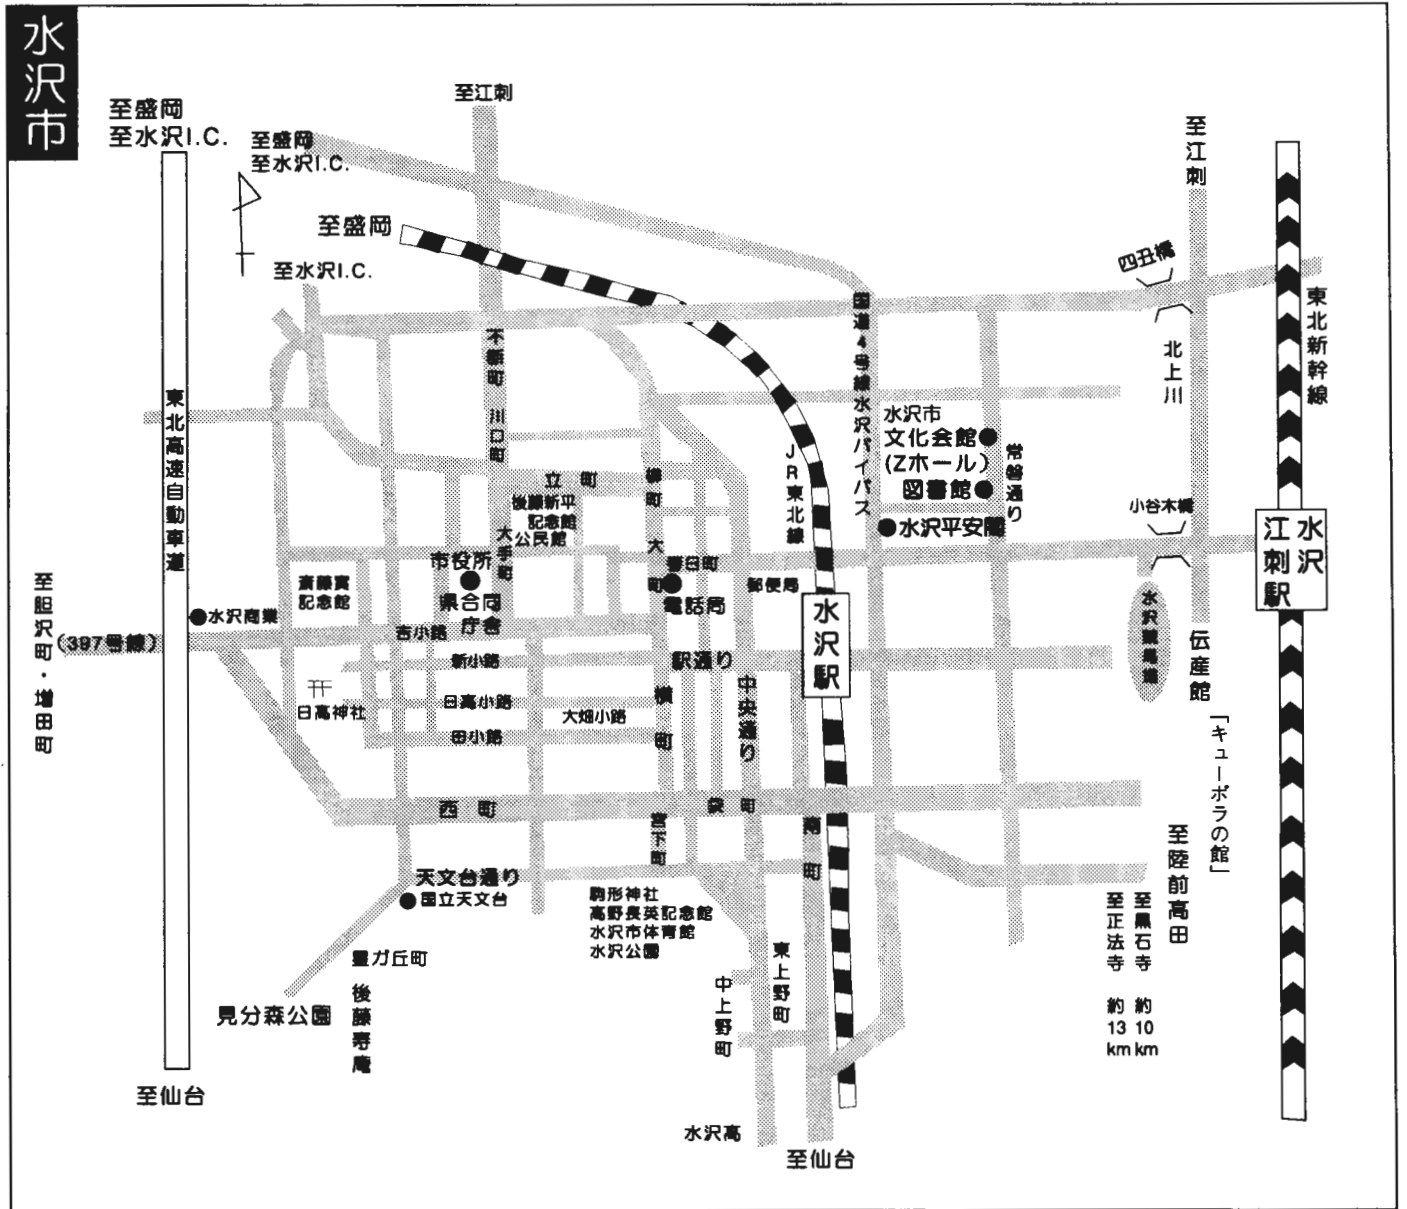 水沢市
至盛岡
至水沢I.C.
至盛岡
至水沢I.C.
至江刺
至盛岡
至水沢I.C.
至江刺
四丑橋
東北新幹線
北上川
国道4号線水沢バイパス
不断町
川口町
東北高速自動車道
水沢市
文化会館
(Zホール)
図書館
常磐通り
JR東北線
水沢平安閣
小谷木橋
水沢
江刺駅
立町
柳町
後藤新平
記念館
公民館
大手町
大町
春日町
郵便局
市役所
県合同
庁舎
電話局
斎藤實
記念館
水沢商業
至胆沢町・増田町
(397号線)
吉小路
新小路
駅通り
水沢駅
水沢競馬場
伝産館
「キューポラの館」
日高神社
日高小路
大畑小路
田小路
横町
中央通り
西町
袋町
宮下町
南町
天文台通り
国立天文台
駒形神社
高野長英記念館
水沢市体育館
水沢公園
至陸前高田
至黒石寺 約10km
至正法寺 約13km
星ガ丘町
見分森公園
後藤寿庵
東上野町
中上野町
至仙台
水沢高
至仙台